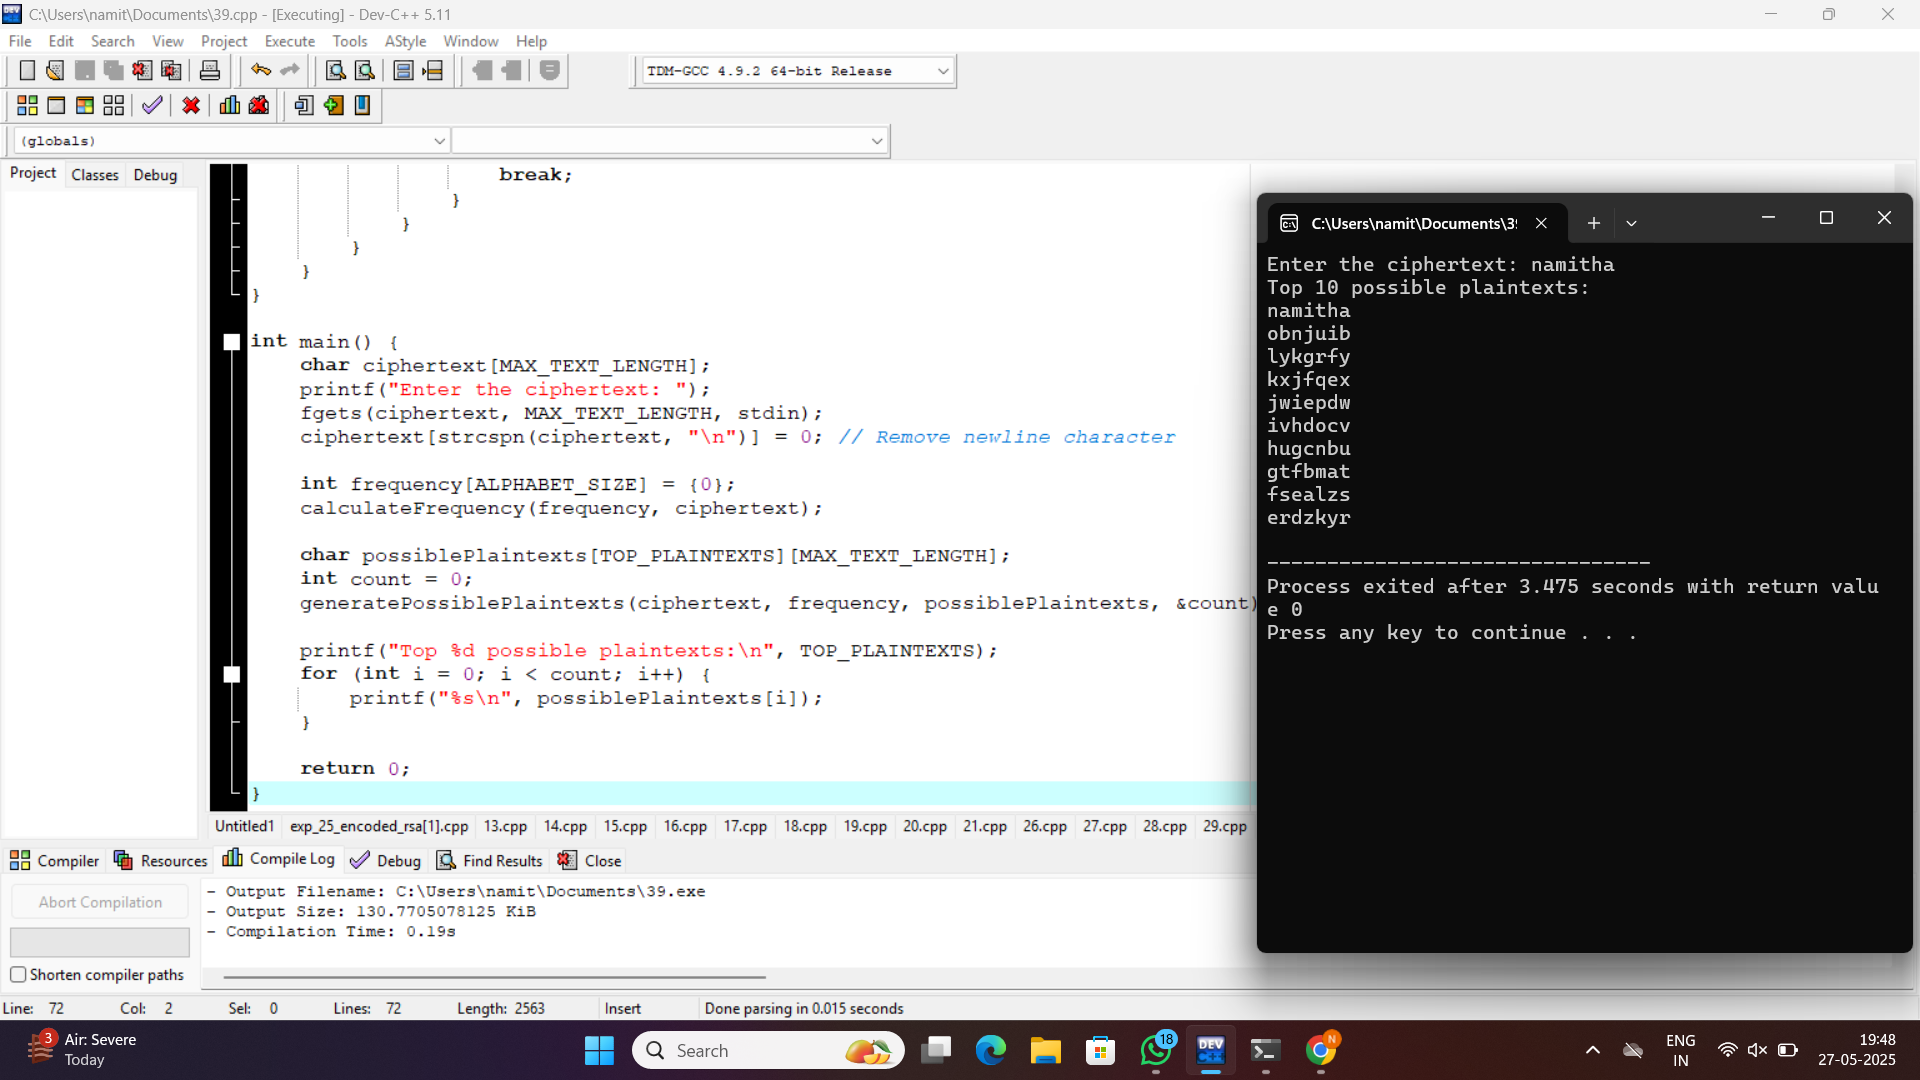 C:\Users\namit\Documents\39.cpp - [Executing] - Dev-C++ 5.11
File Edit Search View Project Execute Tools AStyle Window Help
TDM-GCC 4.9.2 64-bit Release
(globals)
Project Classes Debug
break;
}
}
}
}
}
int main() {
char ciphertext[MAX_TEXT_LENGTH];
printf("Enter the ciphertext: ");
fgets(ciphertext, MAX_TEXT_LENGTH, stdin);
ciphertext[strcspn(ciphertext, "\n")] = 0; // Remove newline character
int frequency[ALPHABET_SIZE] = {0};
calculateFrequency(frequency, ciphertext);
char possiblePlaintexts[TOP_PLAINTEXTS][MAX_TEXT_LENGTH];
int count = 0;
generatePossiblePlaintexts(ciphertext, frequency, possiblePlaintexts, &count)
printf("Top %d possible plaintexts:\n", TOP_PLAINTEXTS);
for (int i = 0; i < count; i++) {
printf("%s\n", possiblePlaintexts[i]);
}
return 0;
}
C:\Users\namit\Documents\3
Enter the ciphertext: namitha
Top 10 possible plaintexts:
namitha
obnjuib
lykgrfy
kxjfqex
jwiepdw
ivhdocv
hugcnbu
gtfbmat
fsealzs
erdzkyr
--------------------------------
Process exited after 3.475 seconds with return valu
e 0
Press any key to continue . . .
Untitled1 exp_25_encoded_rsa[1].cpp 13.cpp 14.cpp 15.cpp 16.cpp 17.cpp 18.cpp 19.cpp 20.cpp 21.cpp 26.cpp 27.cpp 28.cpp 29.cpp
Compiler Resources Compile Log Debug Find Results Close
Abort Compilation
Shorten compiler paths
- Output Filename: C:\Users\namit\Documents\39.exe
- Output Size: 130.7705078125 KiB
- Compilation Time: 0.19s
Line: 72 Col: 2 Sel: 0 Lines: 72 Length: 2563 Insert Done parsing in 0.015 seconds
3
Air: Severe
Today
Search
18
DEV
C++
N
ENG
IN
19:48
27-05-2025